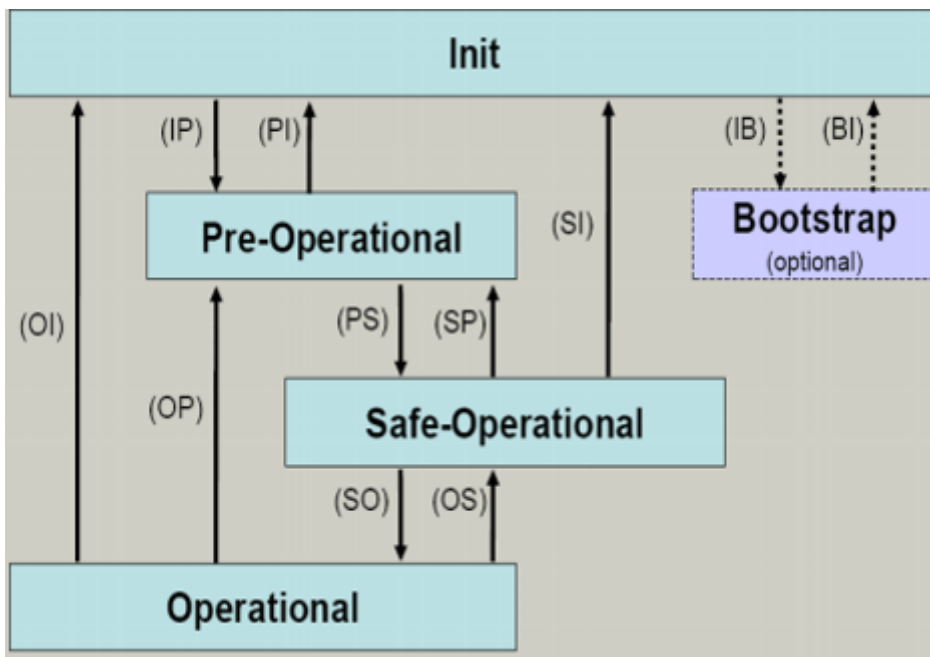 Init
(IP)
(PI)
(IB)
(BI)
Pre-Operational
(SI)
Bootstrap
(optional)
(OI)
(PS)
(SP)
(OP)
Safe-Operational
(SO)
(OS)
Operational